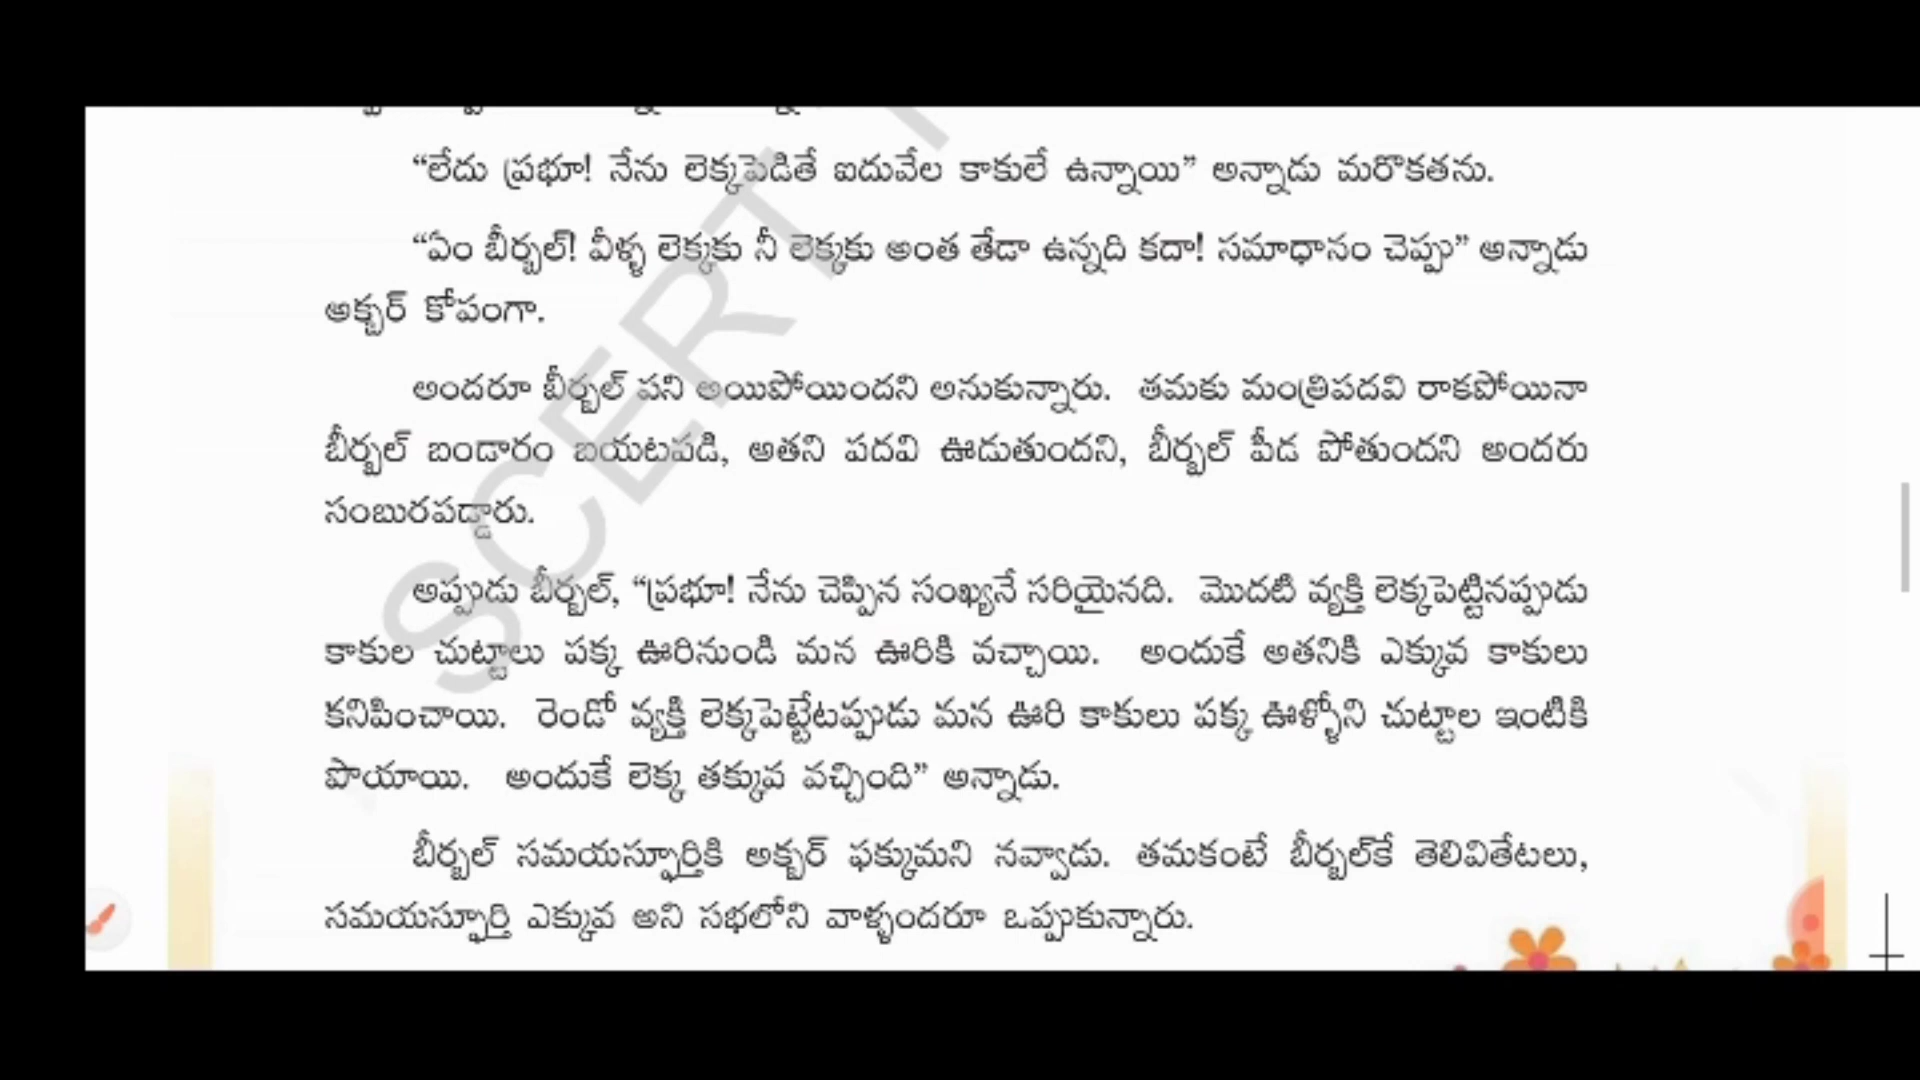 “లేదు ప్రభూ! నేను లెక్కపెడితే ఐదువేల కాకులే ఉన్నాయి” అన్నాడు మరొకతను.
“ఏం బీర్బల్! వీళ్ళ లెక్కకు నీ లెక్కకు అంత తేడా ఉన్నది కదా! సమాధానం చెప్పు” అన్నాడు
అక్బర్ కోపంగా.
అందరూ బీర్బల్ పని అయిపోయిందని అనుకున్నారు. తమకు మంత్రిపదవి రాకపోయినా
బీర్బల్ బండారం బయటపడి, అతని పదవి ఊడుతుందని, బీర్బల్ పీడ పోతుందని అందరు
సంబురపడ్డారు.
అప్పుడు బీర్బల్, “ప్రభూ! నేను చెప్పిన సంఖ్యనే సరియైనది. మొదటి వ్యక్తి లెక్కపెట్టినప్పుడు
కాకుల చుట్టాలు పక్క ఊరినుండి మన ఊరికి వచ్చాయి. అందుకే అతనికి ఎక్కువ కాకులు
కనిపించాయి. రెండో వ్యక్తి లెక్కపెట్టేటప్పుడు మన ఊరి కాకులు పక్క ఊళ్ళోని చుట్టాల ఇంటికి
పొయాయి. అందుకే లెక్క తక్కువ వచ్చింది” అన్నాడు.
బీర్బల్ సమయస్ఫూర్తికి అక్బర్ ఫక్కుమని నవ్వాడు. తమకంటే బీర్బల్‌కే తెలివితేటలు,
సమయస్ఫూర్తి ఎక్కువ అని సభలోని వాళ్ళందరూ ఒప్పుకున్నారు.
SCERT